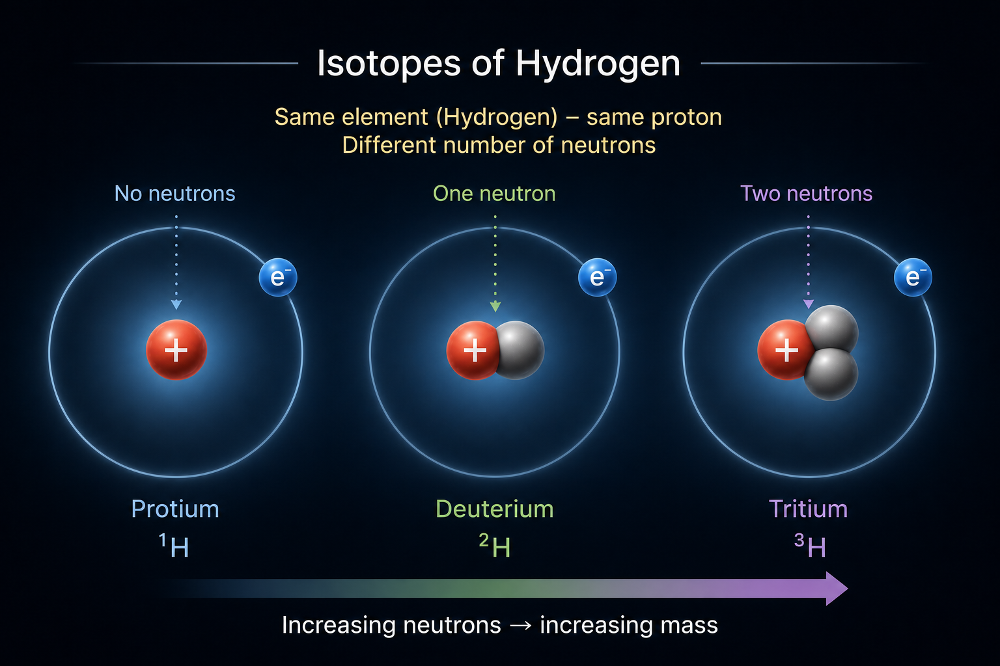 Isotopes of Hydrogen
Same element (Hydrogen) – same proton
Different number of neutrons
No neutrons
One neutron
Two neutrons
e⁻
e⁻
e⁻
+
+
+
Protium
Deuterium
Tritium
¹H
²H
³H
Increasing neutrons → increasing mass